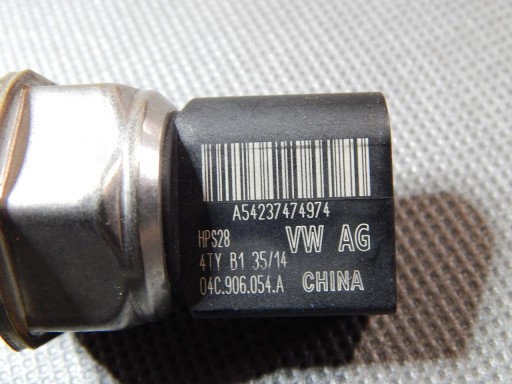 A54237474974
HPS28 VW AG
4TY B1 35/14
04C.906.054.A CHINA